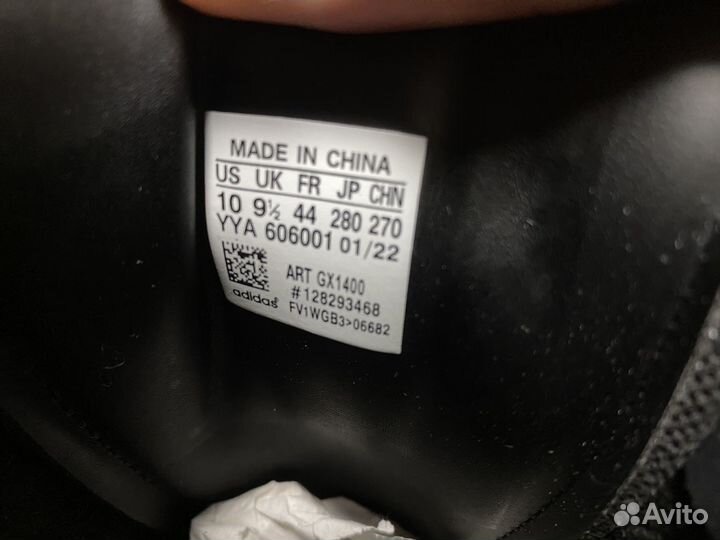 MADE IN CHINA
US UK FR JP CHN
10 9½ 44 280 270
YYA 606001 01/22
ART GX1400
#128293468
adidas FV1WGB3>06682
Avito